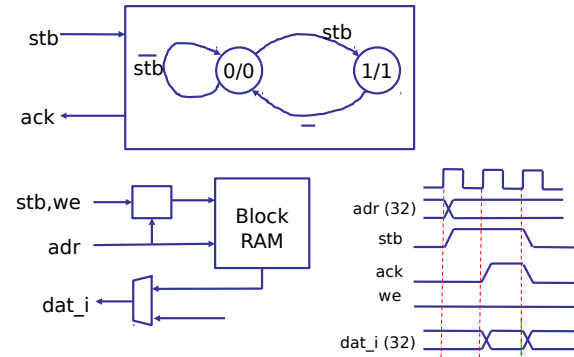 stb
stb
s̅t̅b̅
0/0
1/1
ack
–
stb,we
adr
Block
RAM
dat_i
adr (32)
stb
ack
we
dat_i (32)